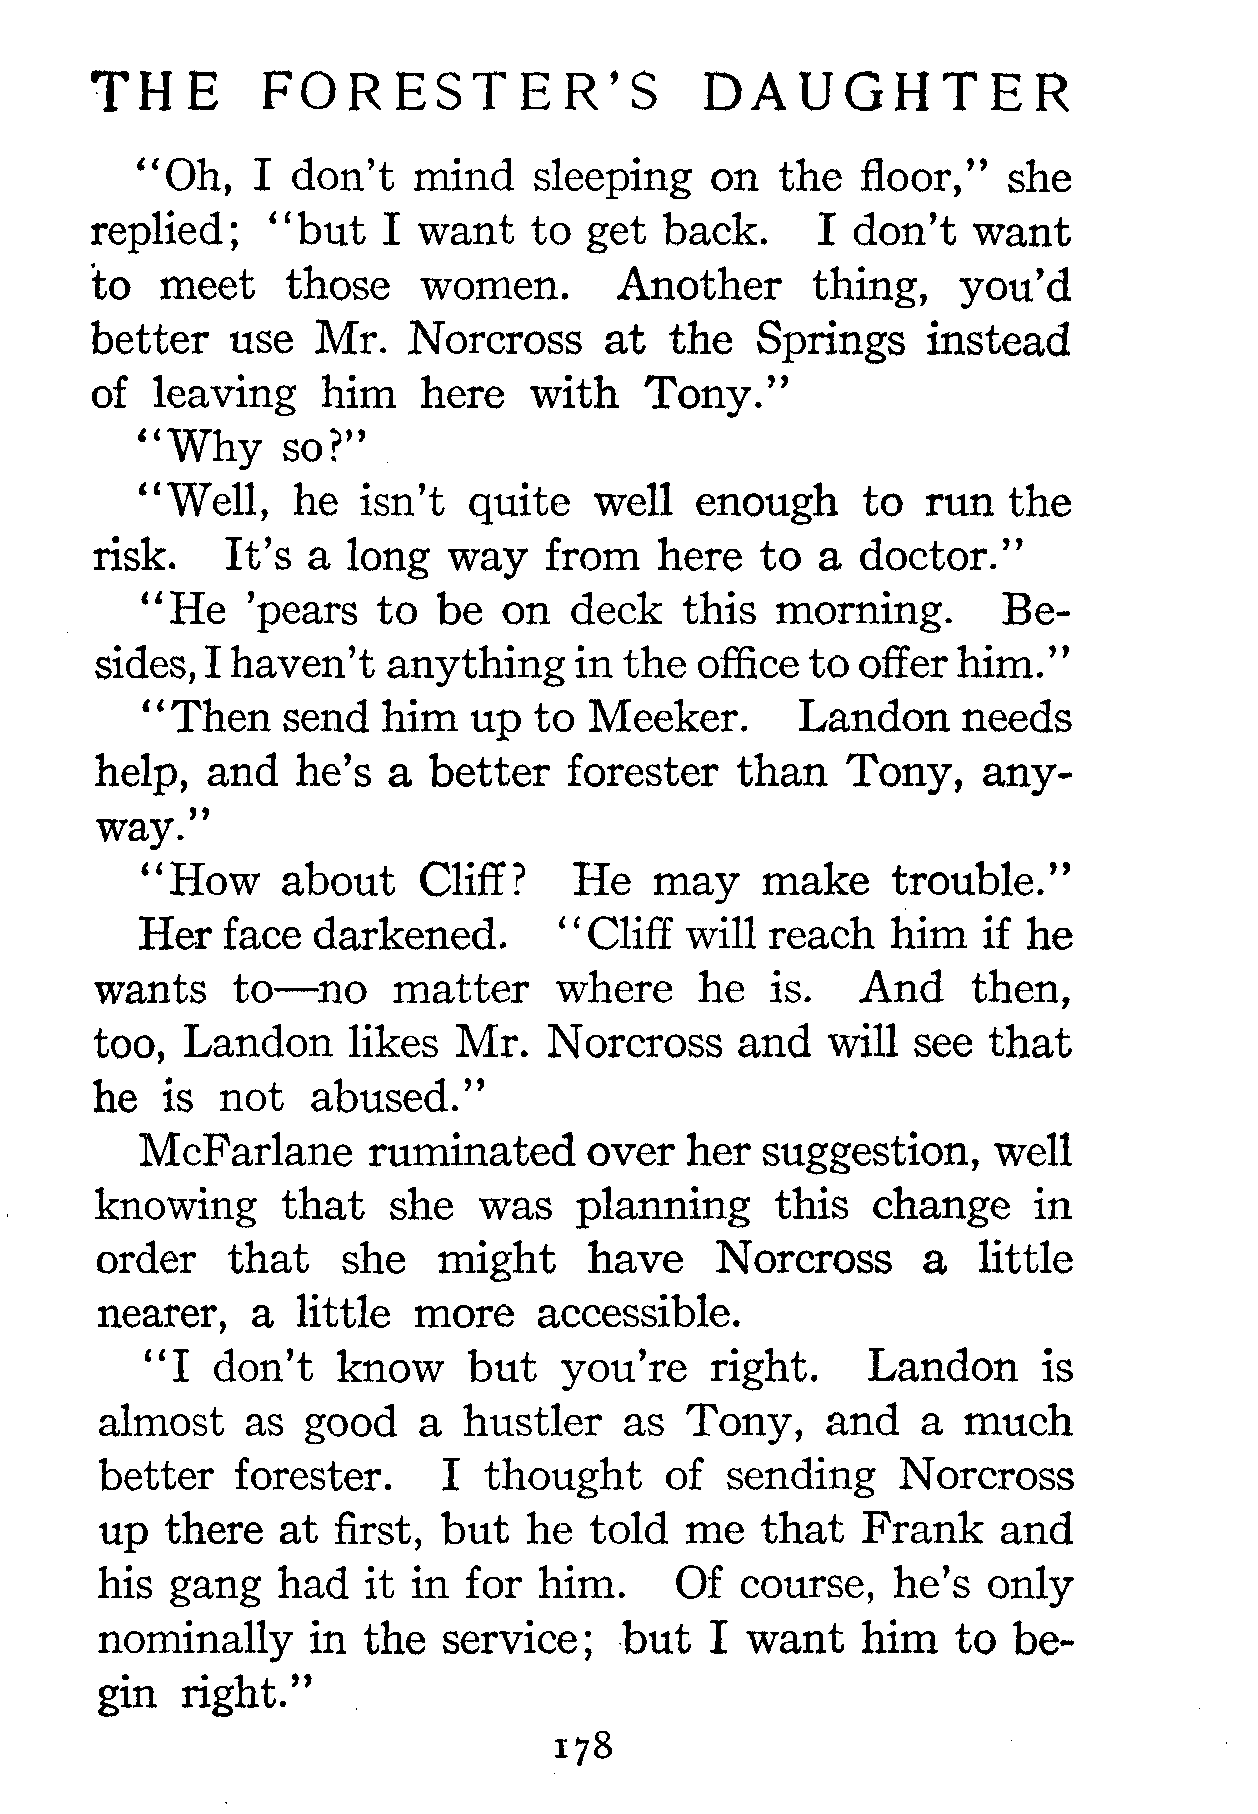 THE FORESTER'S DAUGHTER
"Oh, I don't mind sleeping on the floor," she
replied; "but I want to get back. I don't want
to meet those women. Another thing, you'd
better use Mr. Norcross at the Springs instead
of leaving him here with Tony."
"Why so?"
"Well, he isn't quite well enough to run the
risk. It's a long way from here to a doctor."
"He 'pears to be on deck this morning. Be-
sides, I haven't anything in the office to offer him."
"Then send him up to Meeker. Landon needs
help, and he's a better forester than Tony, any-
way."
"How about Cliff? He may make trouble."
Her face darkened. "Cliff will reach him if he
wants to—no matter where he is. And then,
too, Landon likes Mr. Norcross and will see that
he is not abused."
McFarlane ruminated over her suggestion, well
knowing that she was planning this change in
order that she might have Norcross a little
nearer, a little more accessible.
"I don't know but you're right. Landon is
almost as good a hustler as Tony, and a much
better forester. I thought of sending Norcross
up there at first, but he told me that Frank and
his gang had it in for him. Of course, he's only
nominally in the service; but I want him to be-
gin right."
178